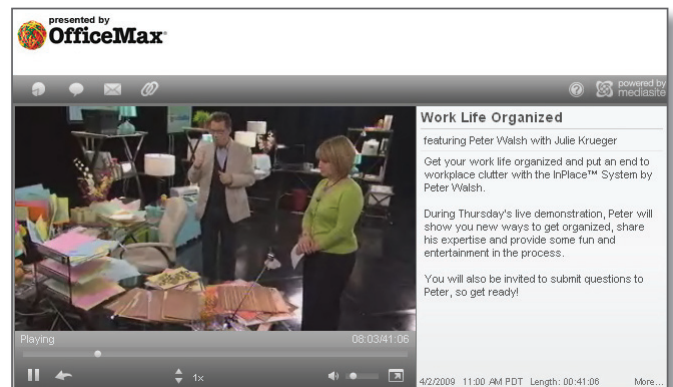 presented by
OfficeMax
powered by
mediasite
Work Life Organized
featuring Peter Walsh with Julie Krueger
Get your work life organized and put an end to
workplace clutter with the InPlace™ System by
Peter Walsh.
During Thursday's live demonstration, Peter will
show you new ways to get organized, share
his expertise and provide some fun and
entertainment in the process.
You will also be invited to submit questions to
Peter, so get ready!
Playing 08:03/41:06
1x
4/2/2009 11:00 AM PDT Length: 00:41:06 More...